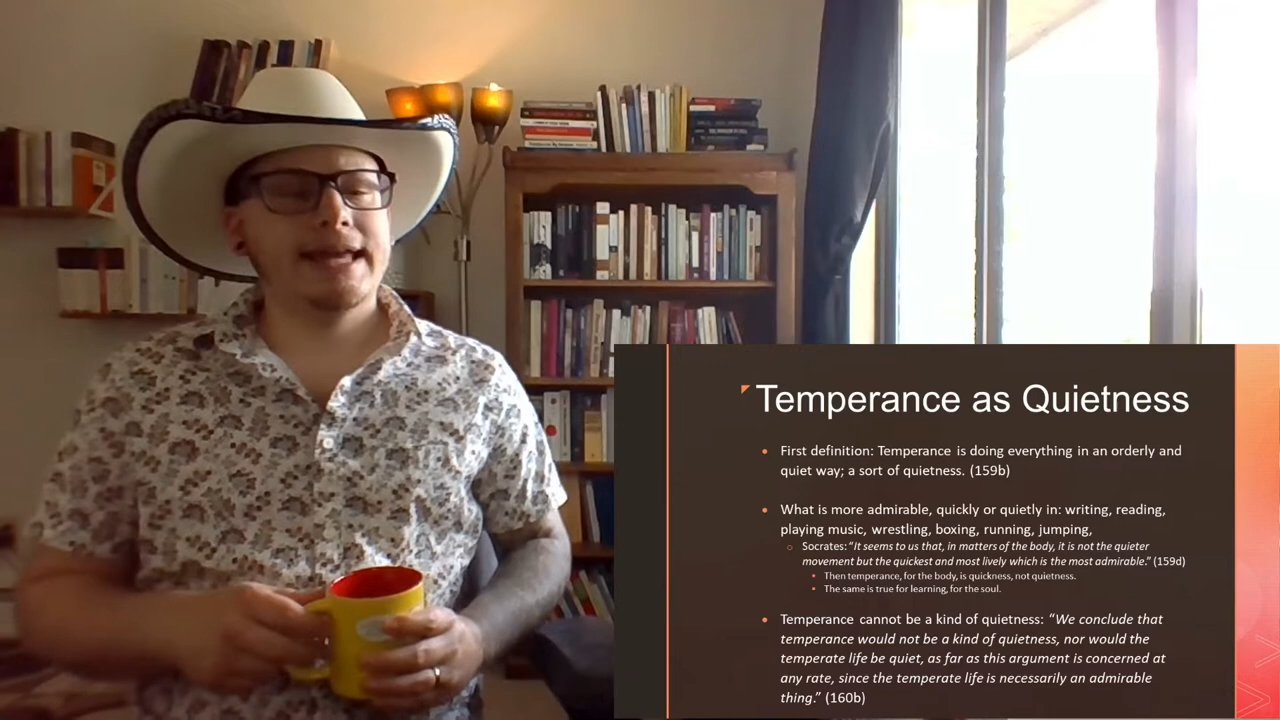 Temperance as Quietness
First definition: Temperance is doing everything in an orderly and
quiet way; a sort of quietness. (159b)
What is more admirable, quickly or quietly in: writing, reading,
playing music, wrestling, boxing, running, jumping,
Socrates: “It seems to us that, in matters of the body, it is not the quieter
movement but the quickest and most lively which is the most admirable.” (159d)
Then temperance, for the body, is quickness, not quietness.
The same is true for learning, for the soul.
Temperance cannot be a kind of quietness: “We conclude that
temperance would not be a kind of quietness, nor would the
temperate life be quiet, as far as this argument is concerned at
any rate, since the temperate life is necessarily an admirable
thing.” (160b)